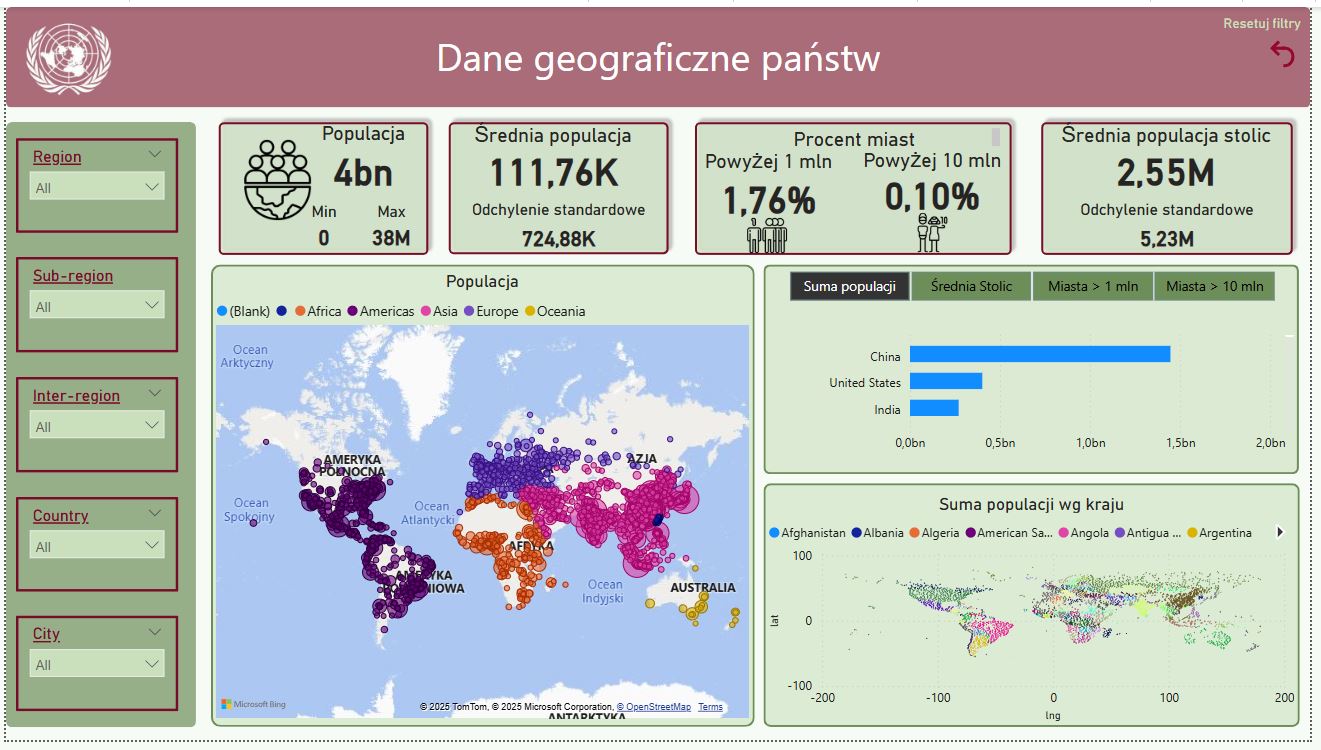 Resetuj filtry
Dane geograficzne państw
Region
All
Sub-region
All
Inter-region
All
Country
All
City
All
Populacja
4bn
Min Max
0 38M
Średnia populacja
111,76K
Odchylenie standardowe
724,88K
Procent miast
Powyżej 1 mln Powyżej 10 mln
1,76% 0,10%
Średnia populacja stolic
2,55M
Odchylenie standardowe
5,23M
Populacja
(Blank) Africa Americas Asia Europe Oceania
Ocean
Arktyczny
AMERYKA
PÓŁNOCNA
AZJA
Ocean
Spokojny
Ocean
Atlantycki
AFRYKA
Ocean
Indyjski
AUSTRALIA
Microsoft Bing
© 2025 TomTom, © 2025 Microsoft Corporation, © OpenStreetMap Terms
ANTARKTYKA
Suma populacji Średnia Stolic Miasta > 1 mln Miasta > 10 mln
China
United States
India
0,0bn 0,5bn 1,0bn 1,5bn 2,0bn
Suma populacji wg kraju
Afghanistan Albania Algeria American Sa... Angola Antigua ... Argentina
100
0
-100
lat
-200 -100 0 100 200
lng